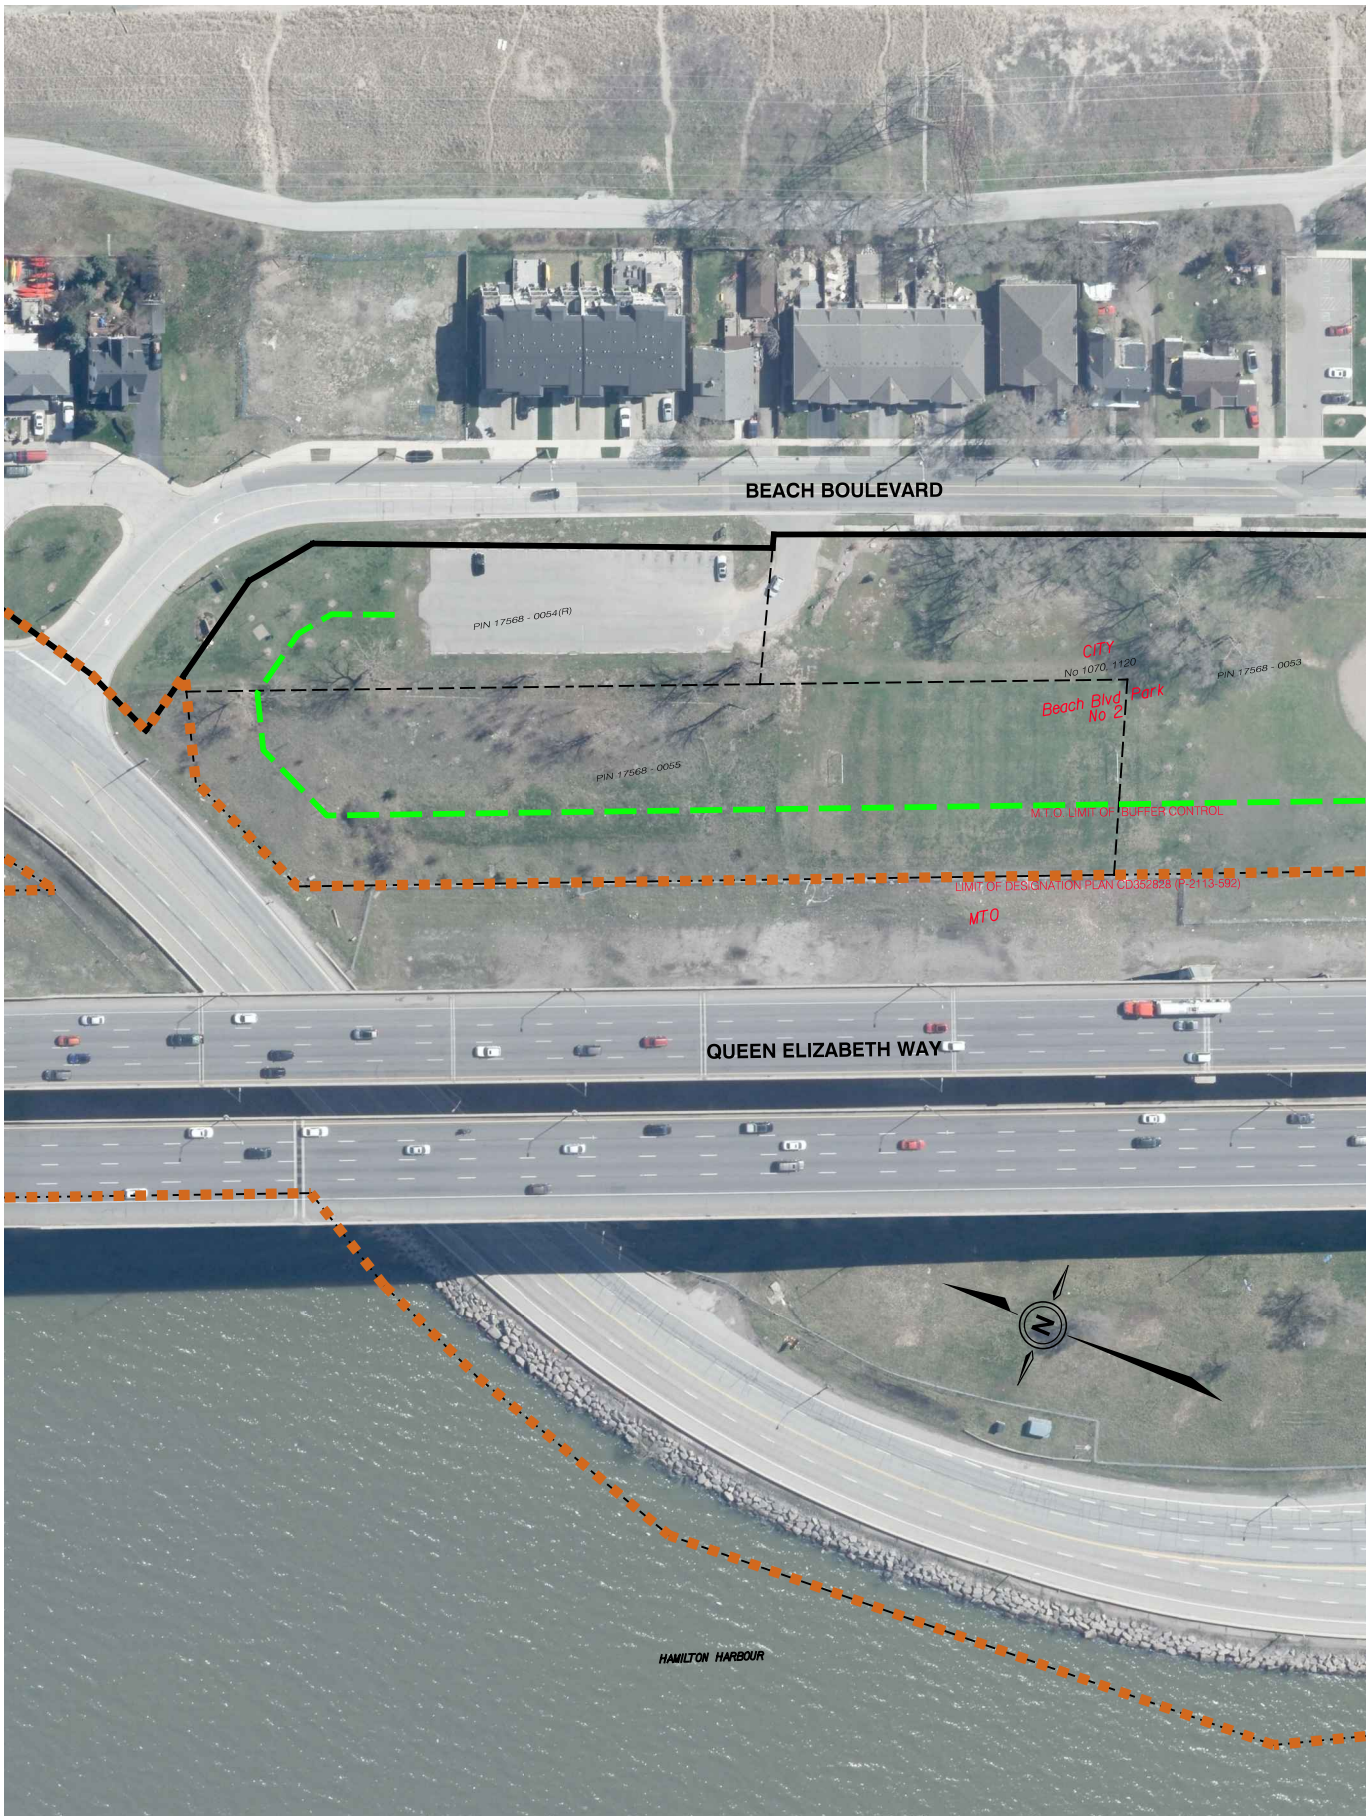 BEACH BOULEVARD
PIN 17568 - 0054(R)
CITY
No 1070, 1120
PIN 17568 - 0053
Beach Blvd Park
No 2
PIN 17568 - 0055
M.T.O. LIMIT OF BUFFER CONTROL
LIMIT OF DESIGNATION PLAN CD352828 (P-2113-592)
MTO
QUEEN ELIZABETH WAY
N
HAMILTON HARBOUR